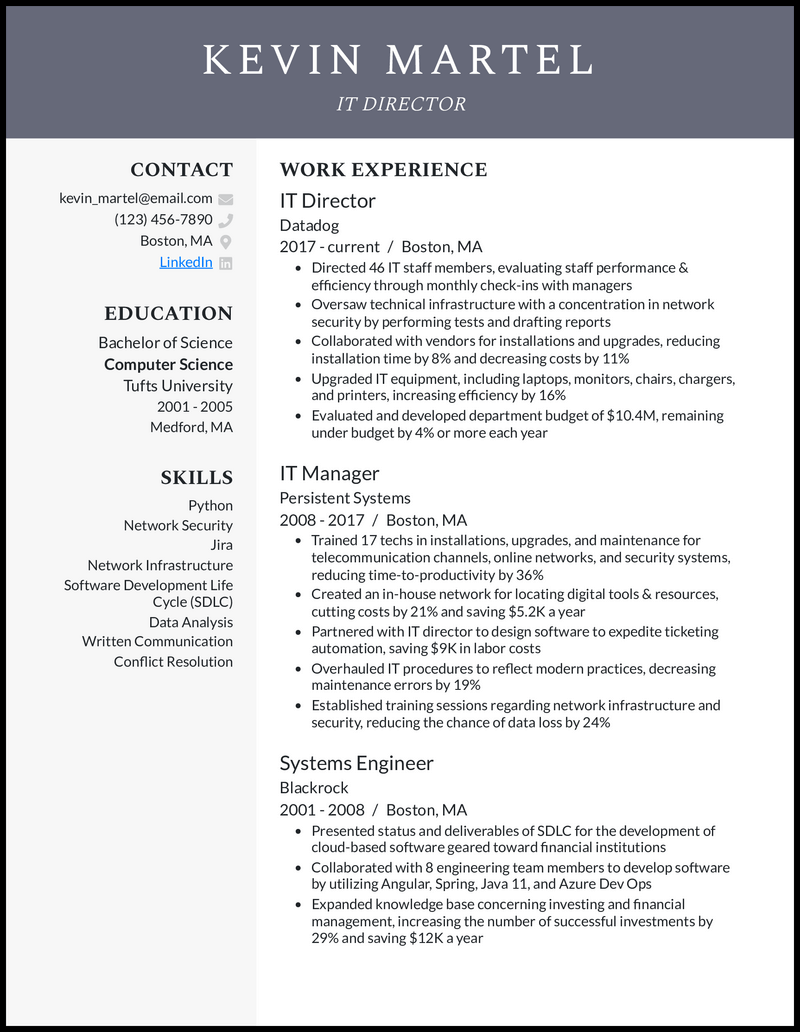 KEVIN MARTEL
IT DIRECTOR
CONTACT
kevin_martel@email.com
(123) 456-7890
Boston, MA
LinkedIn
EDUCATION
Bachelor of Science
Computer Science
Tufts University
2001 - 2005
Medford, MA
SKILLS
Python
Network Security
Jira
Network Infrastructure
Software Development Life
Cycle (SDLC)
Data Analysis
Written Communication
Conflict Resolution
WORK EXPERIENCE
IT Director
Datadog
2017 - current / Boston, MA
• Directed 46 IT staff members, evaluating staff performance &
efficiency through monthly check-ins with managers
• Oversaw technical infrastructure with a concentration in network
security by performing tests and drafting reports
• Collaborated with vendors for installations and upgrades, reducing
installation time by 8% and decreasing costs by 11%
• Upgraded IT equipment, including laptops, monitors, chairs, chargers,
and printers, increasing efficiency by 16%
• Evaluated and developed department budget of $10.4M, remaining
under budget by 4% or more each year
IT Manager
Persistent Systems
2008 - 2017 / Boston, MA
• Trained 17 techs in installations, upgrades, and maintenance for
telecommunication channels, online networks, and security systems,
reducing time-to-productivity by 36%
• Created an in-house network for locating digital tools & resources,
cutting costs by 21% and saving $5.2K a year
• Partnered with IT director to design software to expedite ticketing
automation, saving $9K in labor costs
• Overhauled IT procedures to reflect modern practices, decreasing
maintenance errors by 19%
• Established training sessions regarding network infrastructure and
security, reducing the chance of data loss by 24%
Systems Engineer
Blackrock
2001 - 2008 / Boston, MA
• Presented status and deliverables of SDLC for the development of
cloud-based software geared toward financial institutions
• Collaborated with 8 engineering team members to develop software
by utilizing Angular, Spring, Java 11, and Azure Dev Ops
• Expanded knowledge base concerning investing and financial
management, increasing the number of successful investments by
29% and saving $12K a year